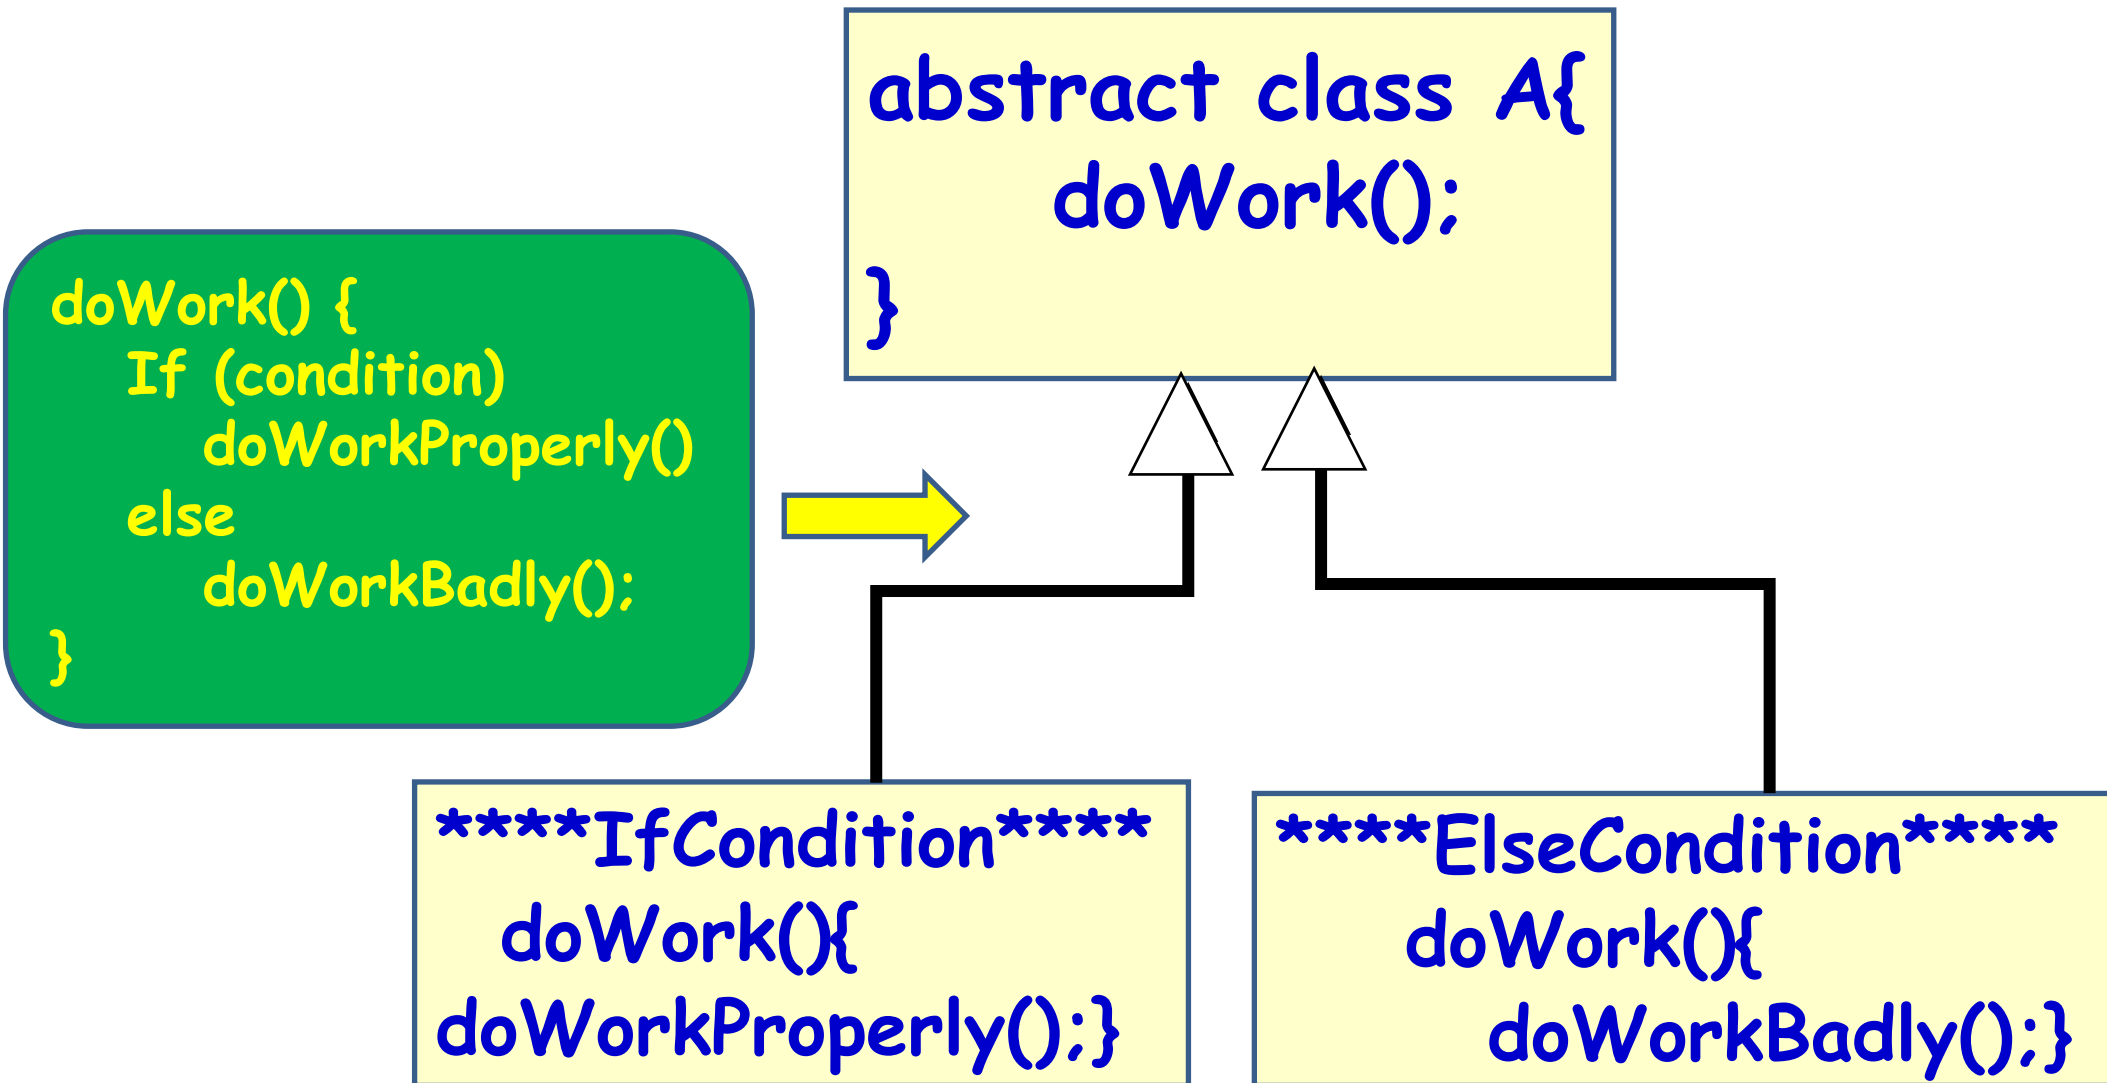 abstract class A{
doWork();
}
doWork() {
If (condition)
doWorkProperly()
else
doWorkBadly();
}
****IfCondition****
doWork(){
doWorkProperly();}
****ElseCondition****
doWork(){
doWorkBadly();}